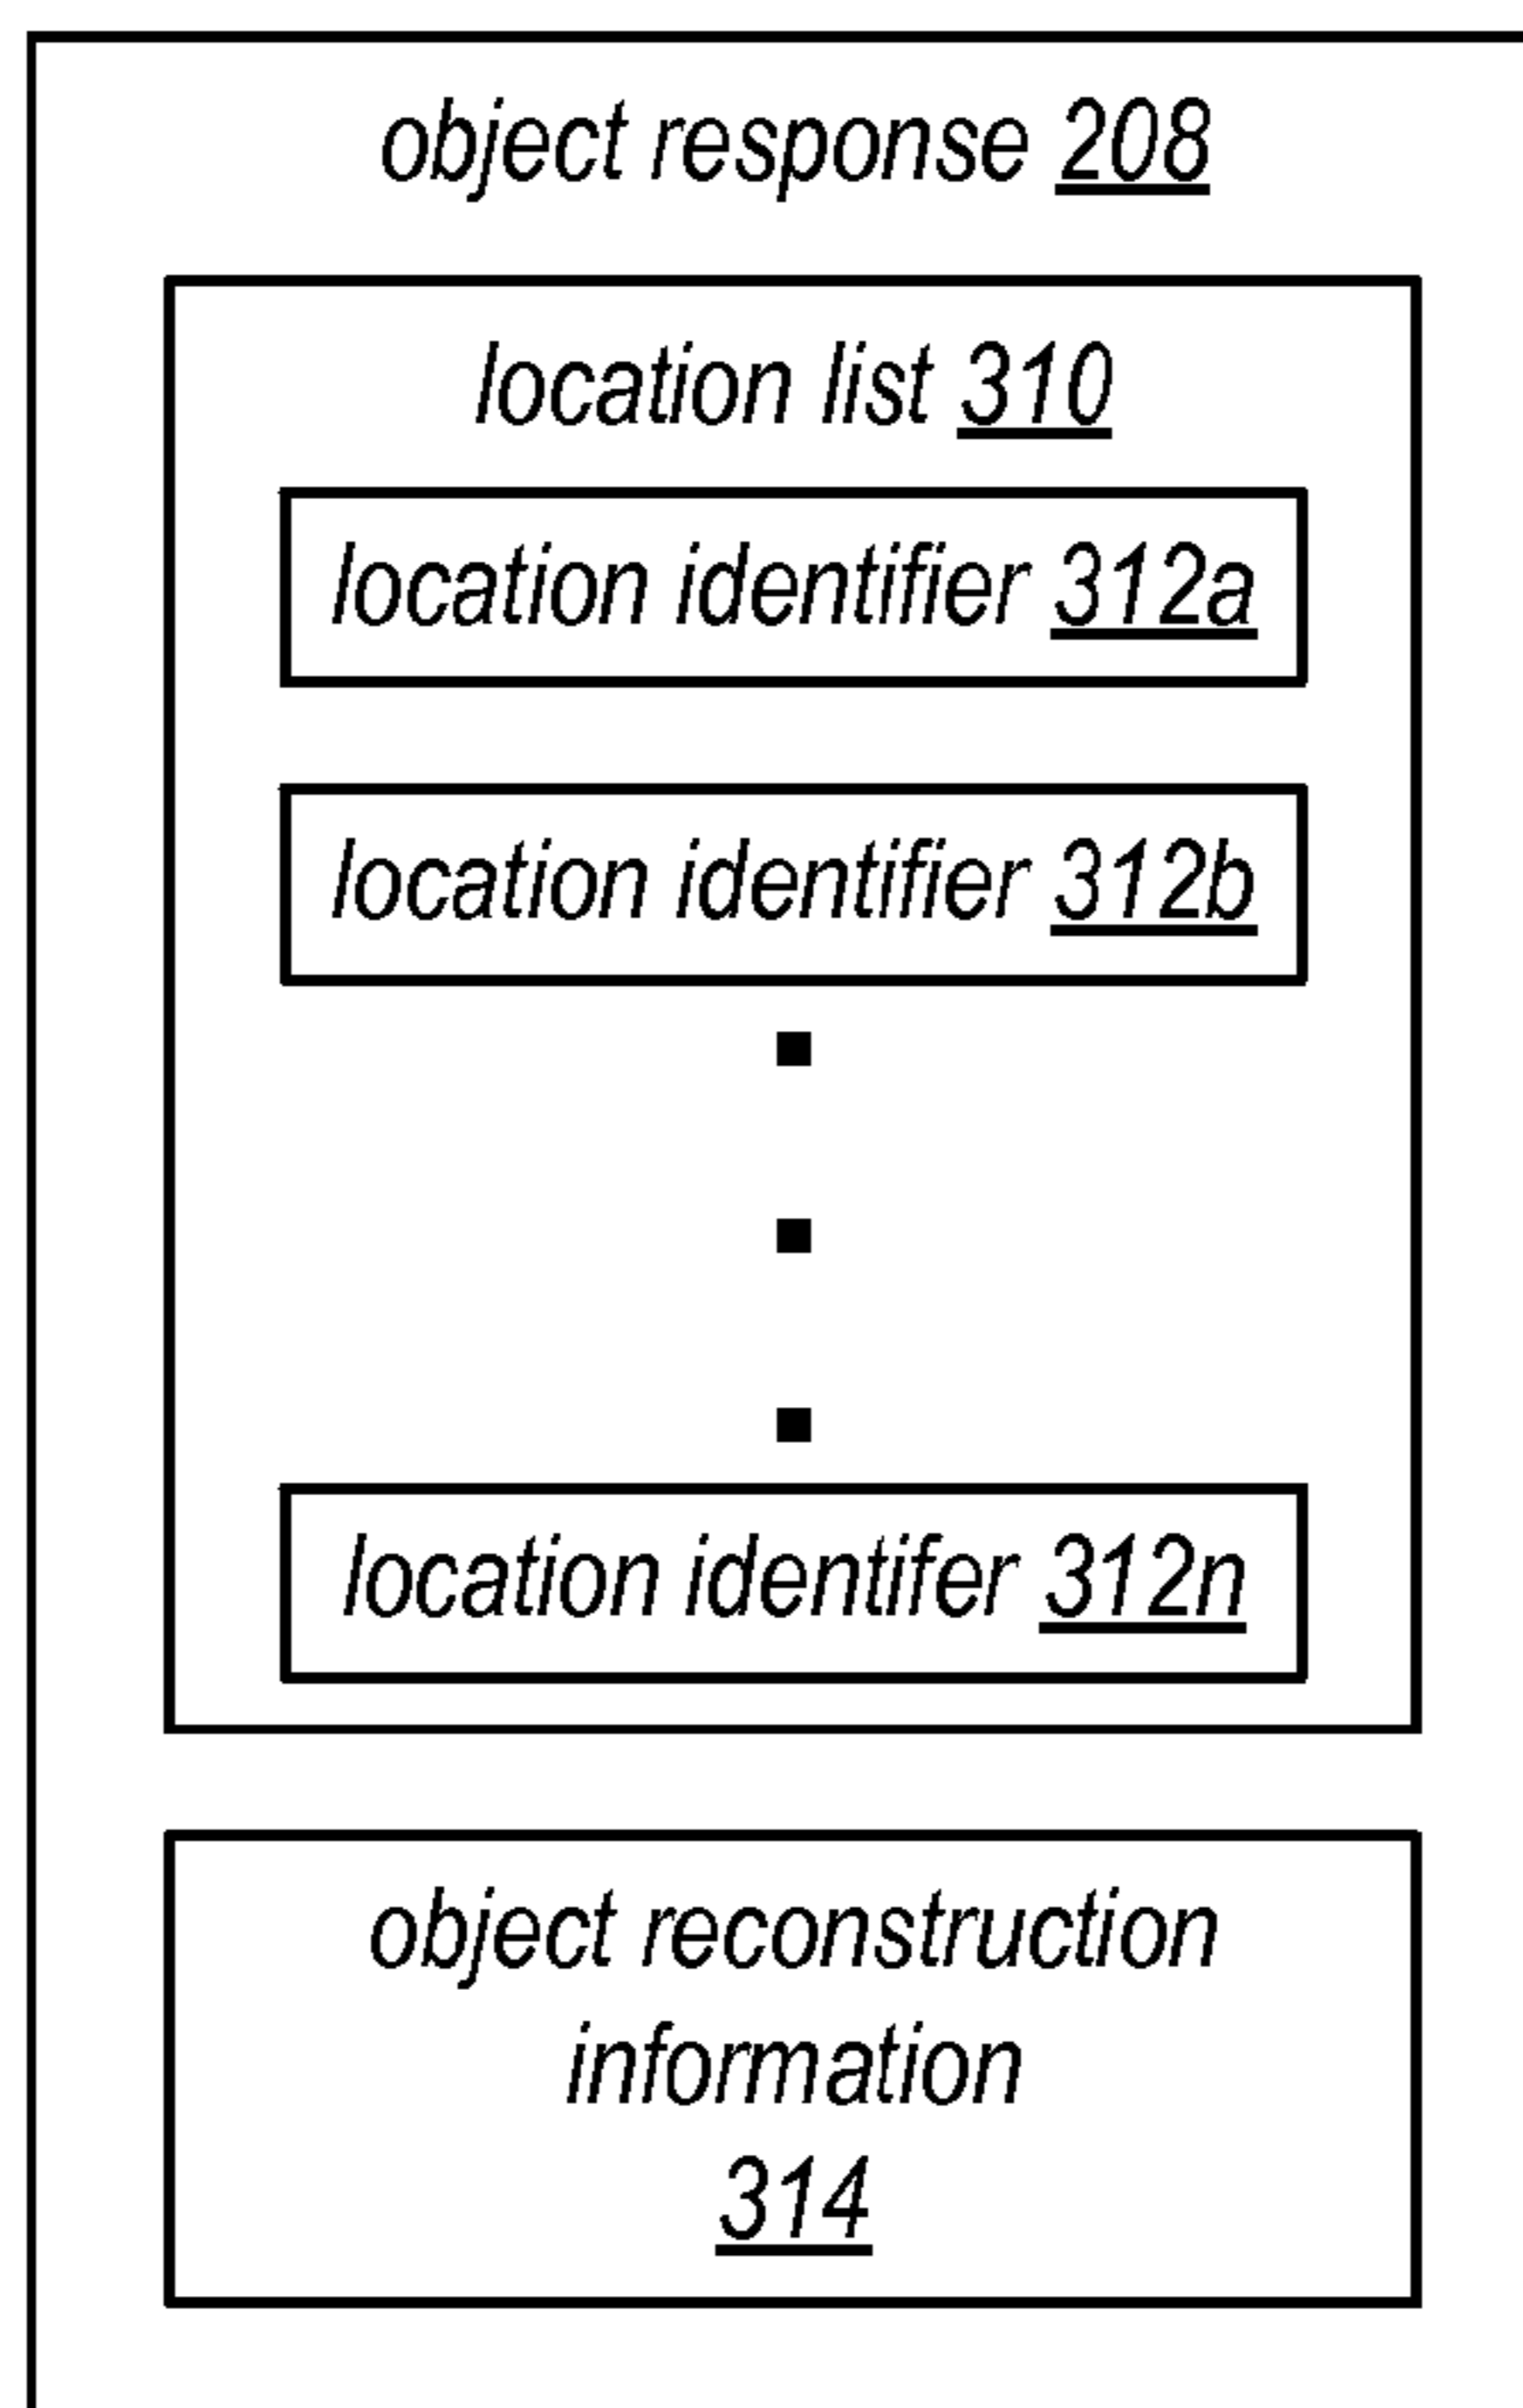 object response 208
location list 310
location identifier 312a
location identifier 312b
location identifer 312n
object reconstruction
information
314